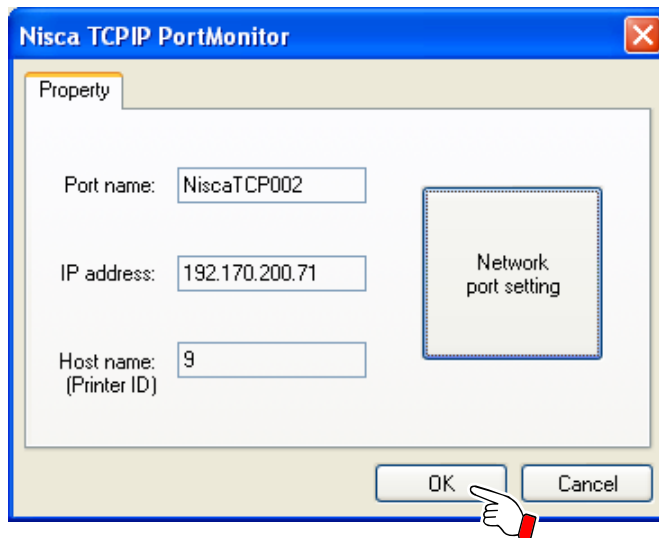 Nisca TCPIP PortMonitor
Property
Port name: NiscaTCP002
IP address: 192.170.200.71
Host name: 9
(Printer ID)
Network
port setting
OK Cancel